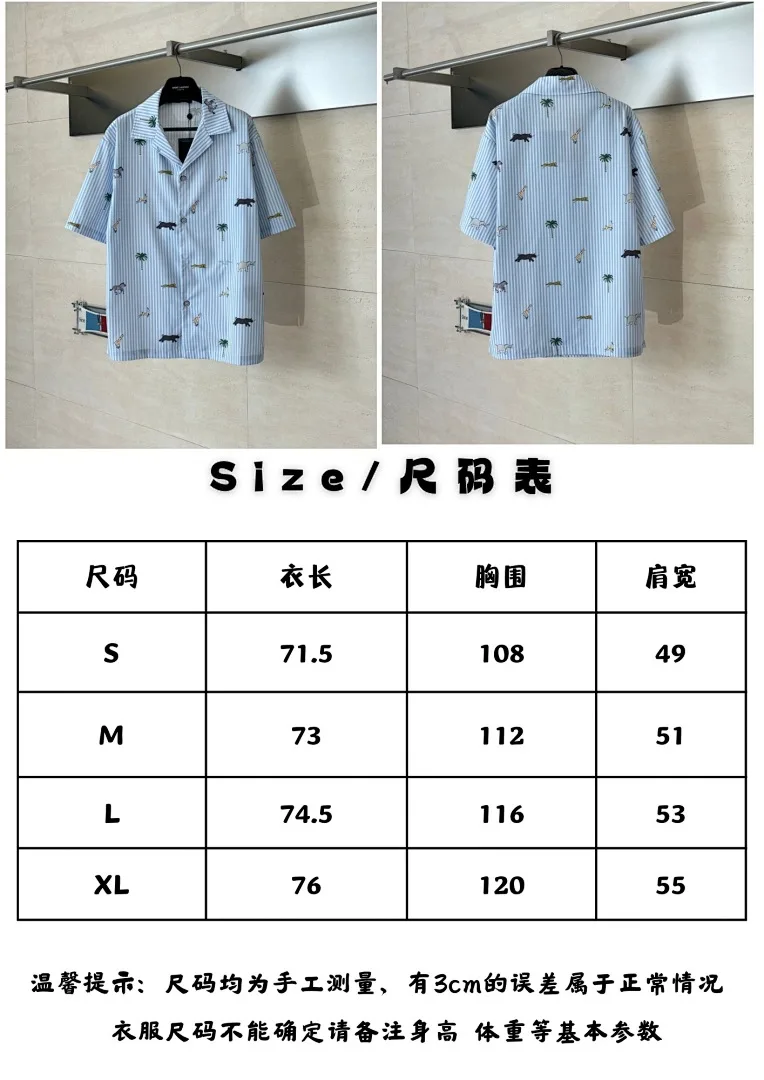 Size/尺码表
尺码 衣长 胸围 肩宽
S 71.5 108 49
M 73 112 51
L 74.5 116 53
XL 76 120 55
温馨提示：尺码均为手工测量，有3cm的误差属于正常情况
衣服尺码不能确定请备注身高 体重等基本参数